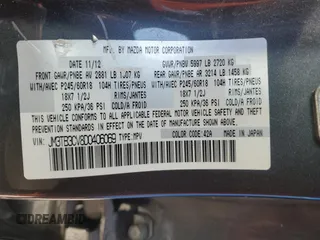 MFD. BY MAZDA MOTOR CORPORATION
DATE 11/12 GVWR/PNBV 5997 LB 2720 KG
FRONT GAWR/PNBE AV 2881 LB 1307 KG REAR GAWR/PNBE AR 3214 LB 1458 KG
WITH/AVEC P245/60R18 104H TIRES/PNEUS WITH/AVEC P245/60R18 104H TIRES/PNEUS
18X7 1/2J RIMS/JANTES 18X7 1/2J RIMS/JANTES
250 KPA/36 PSI COLD/A FROID 250 KPA/36 PSI COLD/A FROID
THIS VEHICLE CONFORMS TO ALL APPLICABLE FEDERAL
MOTOR VEHICLE SAFETY AND THEFT
PREVENTION STANDARDS IN EFFECT ON THE DATE OF MANUFACTURE
SHOWN ABOVE.
JM3TB3CV8D0406069 COLOR CODE:42A MADE IN JAPAN
VIN: TYPE:MPV
©DREAMBID